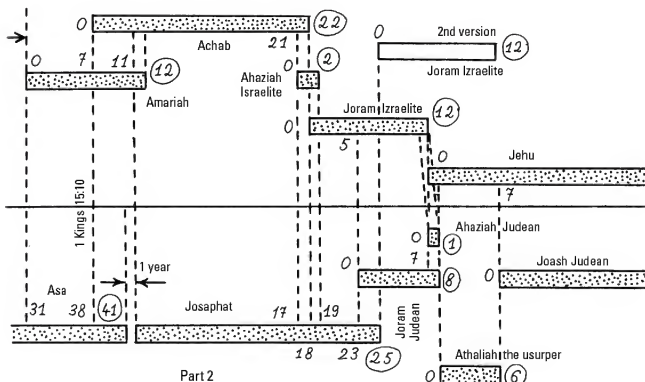 0 22 0 2nd version 12
7 11 Achab 21 2
0 12 Ahaziah Israelite 0 Joram Izraelite
Amariah
0 Joram Izraelite 12
5 0 Jehu
7
1 Kings 15:10
Ahaziah Judean
0 1
1 year
7
0 8 0 Joash Judean
Asa
31 38 41 Josaphat 17 19 Joram Judean
18 23 25
Athaliah the usurper
Part 2 0 6